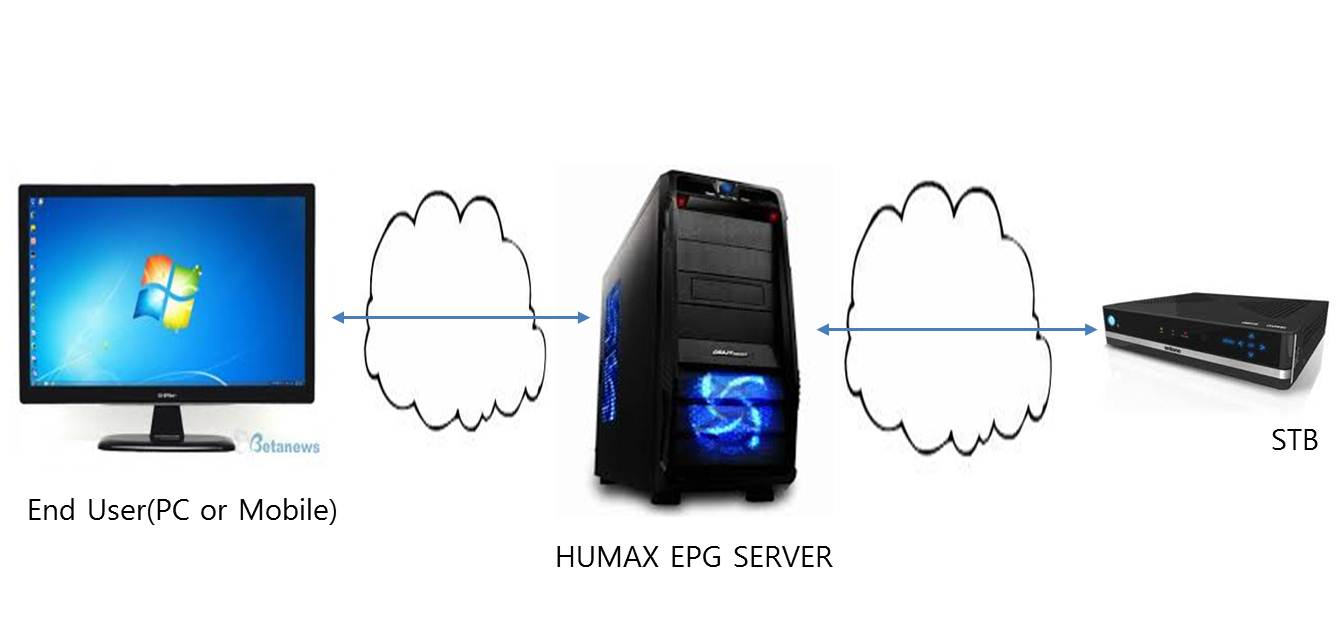 Betanews
End User(PC or Mobile)
HUMAX EPG SERVER
STB